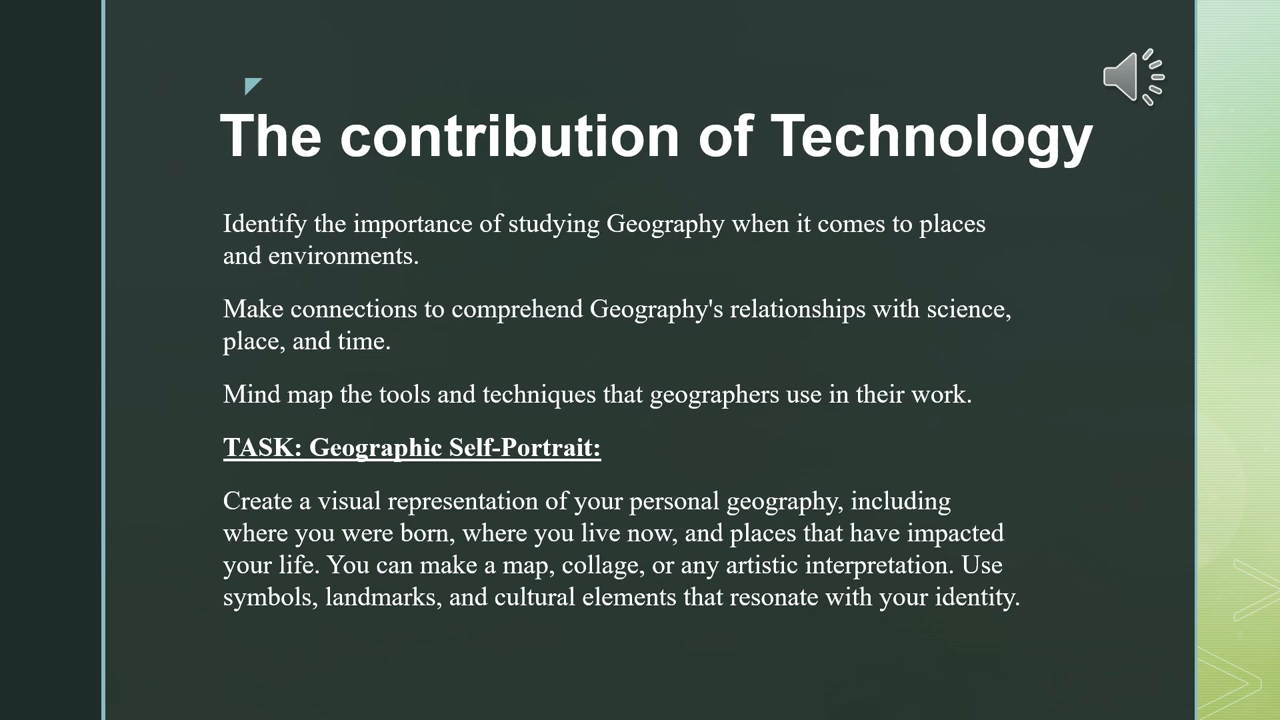 The contribution of Technology
Identify the importance of studying Geography when it comes to places
and environments.
Make connections to comprehend Geography's relationships with science,
place, and time.
Mind map the tools and techniques that geographers use in their work.
TASK: Geographic Self-Portrait:
Create a visual representation of your personal geography, including
where you were born, where you live now, and places that have impacted
your life. You can make a map, collage, or any artistic interpretation. Use
symbols, landmarks, and cultural elements that resonate with your identity.